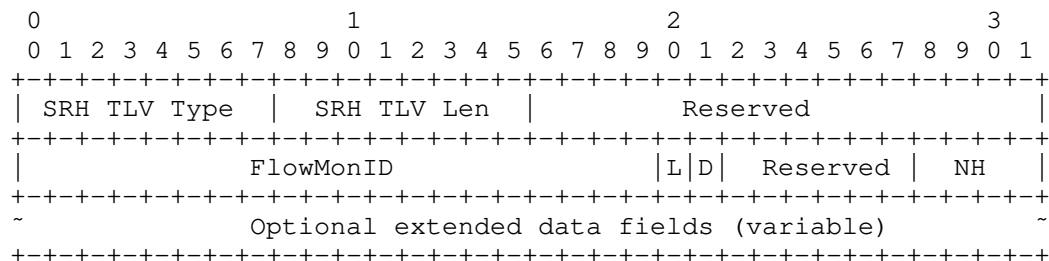 0                   1                   2                   3
 0 1 2 3 4 5 6 7 8 9 0 1 2 3 4 5 6 7 8 9 0 1 2 3 4 5 6 7 8 9 0 1
+-+-+-+-+-+-+-+-+-+-+-+-+-+-+-+-+-+-+-+-+-+-+-+-+-+-+-+-+-+-+-+-+
| SRH TLV Type  |  SRH TLV Len  |         Reserved              |
+-+-+-+-+-+-+-+-+-+-+-+-+-+-+-+-+-+-+-+-+-+-+-+-+-+-+-+-+-+-+-+-+
|              FlowMonID                |L|D|  Reserved |  NH   |
+-+-+-+-+-+-+-+-+-+-+-+-+-+-+-+-+-+-+-+-+-+-+-+-+-+-+-+-+-+-+-+-+
~              Optional extended data fields (variable)         ~
+-+-+-+-+-+-+-+-+-+-+-+-+-+-+-+-+-+-+-+-+-+-+-+-+-+-+-+-+-+-+-+-+